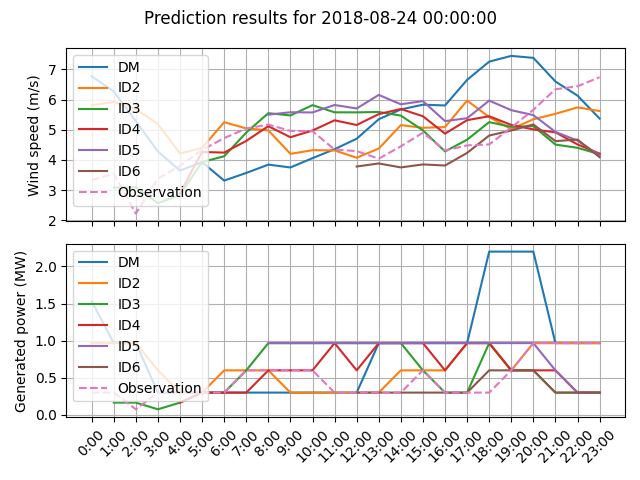 Prediction results for 2018-08-24 00:00:00
Wind speed (m/s)
7
6
5
4
3
2
DM
ID2
ID3
ID4
ID5
ID6
Observation
Generated power (MW)
2.0
1.5
1.0
0.5
0.0
DM
ID2
ID3
ID4
ID5
ID6
Observation
0:00 1:00 2:00 3:00 4:00 5:00 6:00 7:00 8:00 9:00 10:00 11:00 12:00 13:00 14:00 15:00 16:00 17:00 18:00 19:00 20:00 21:00 22:00 23:00